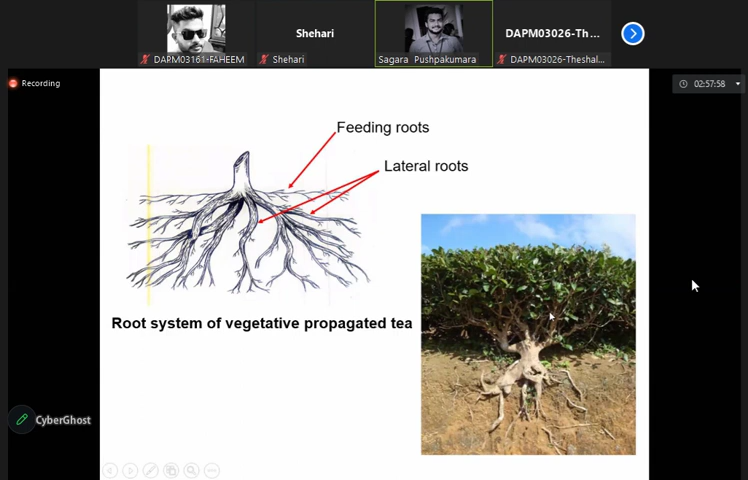 Shehari
DAPM03026-Th...
DAPM03161-FAHEEM
Shehari
Sagara Pushpakumara
DAPM03026-Theshal...
Recording
02:57:58
Feeding roots
Lateral roots
Root system of vegetative propagated tea
CyberGhost